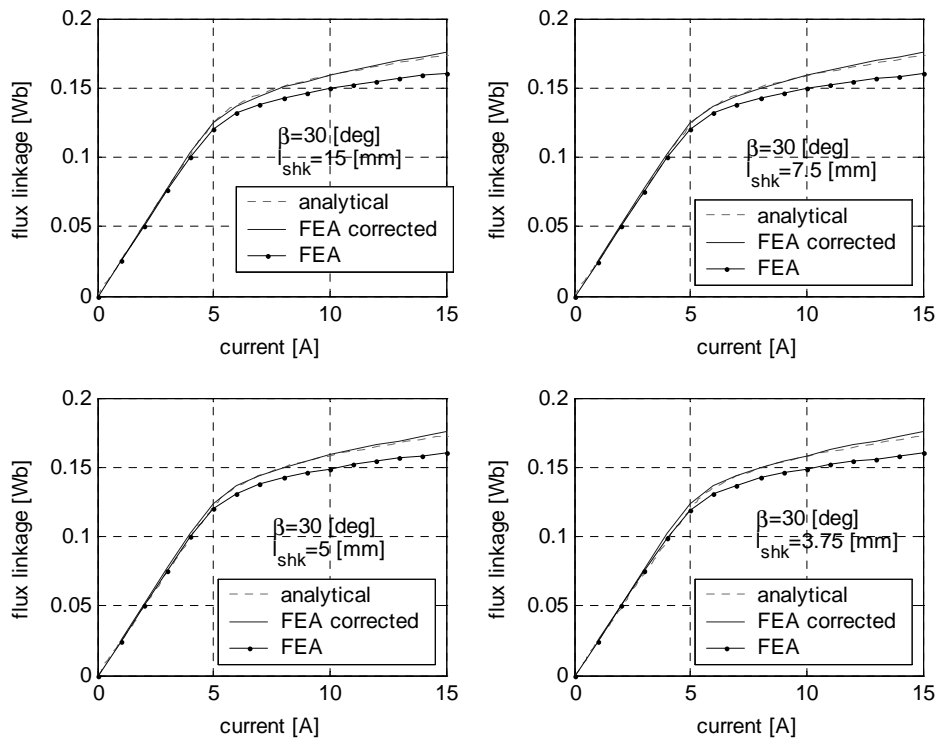 0.2
0.15
0.1
0.05
0
flux linkage [Wb]
β=30 [deg]
l_shk=15 [mm]
analytical
FEA corrected
FEA
0 5 10 15
current [A]
0.2
0.15
0.1
0.05
0
flux linkage [Wb]
β=30 [deg]
l_shk=7.5 [mm]
analytical
FEA corrected
FEA
0 5 10 15
current [A]
0.2
0.15
0.1
0.05
0
flux linkage [Wb]
β=30 [deg]
l_shk=5 [mm]
analytical
FEA corrected
FEA
0 5 10 15
current [A]
0.2
0.15
0.1
0.05
0
flux linkage [Wb]
β=30 [deg]
l_shk=3.75 [mm]
analytical
FEA corrected
FEA
0 5 10 15
current [A]